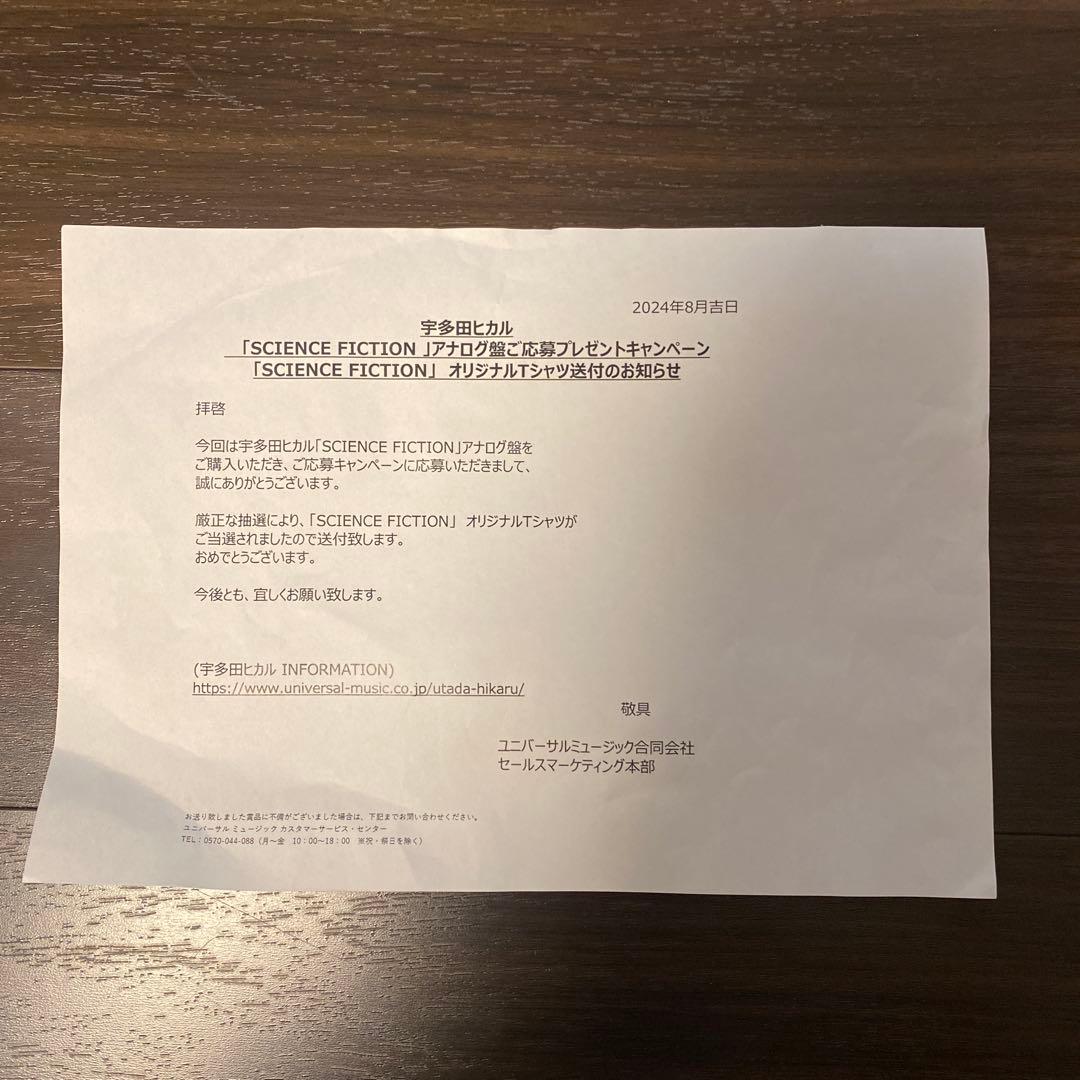 2024年8月吉日
宇多田ヒカル
「SCIENCE FICTION 」アナログ盤ご応募プレゼントキャンペーン
「SCIENCE FICTION」 オリジナルTシャツ送付のお知らせ
拝啓
今回は宇多田ヒカル「SCIENCE FICTION」アナログ盤を
ご購入いただき、ご応募キャンペーンに応募いただきまして、
誠にありがとうございます。
厳正な抽選により、「SCIENCE FICTION」 オリジナルTシャツが
ご当選されましたので送付致します。
おめでとうございます。
今後とも、宜しくお願い致します。
(宇多田ヒカル INFORMATION)
https://www.universal-music.co.jp/utada-hikaru/
敬具
ユニバーサルミュージック合同会社
セールスマーケティング本部
お送り致しました賞品に不備がございました場合は、下記までお問い合わせください。
ユニバーサル ミュージック カスタマーサービス・センター
TEL：0570-044-088（月～金　10：00～18：00　※祝・祭日を除く）